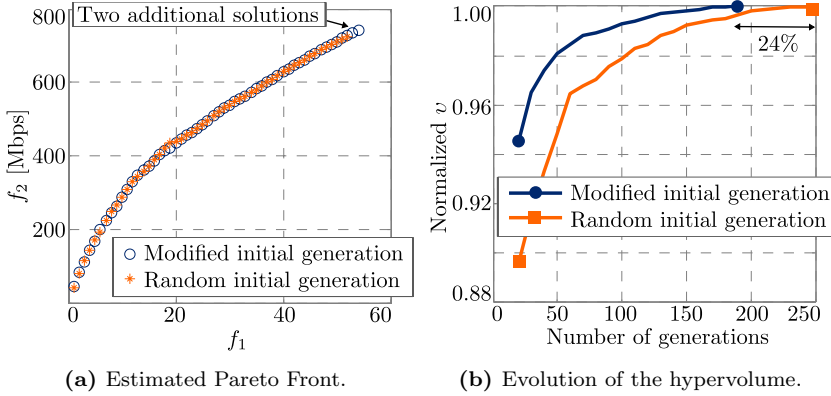 Two additional solutions
800
600
400
200
0
20
40
60
f2 [Mbps]
f1
Modified initial generation
Random initial generation
(a) Estimated Pareto Front.
1.00
0.96
0.92
0.88
0
50
100
150
200
250
24%
Normalized v
Number of generations
Modified initial generation
Random initial generation
(b) Evolution of the hypervolume.